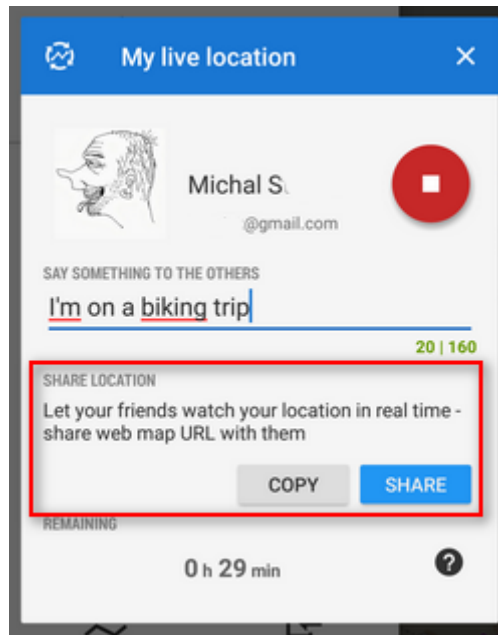 My live location
Michal S
@gmail.com
SAY SOMETHING TO THE OTHERS
I'm on a biking trip
20 | 160
SHARE LOCATION
Let your friends watch your location in real time -
share web map URL with them
COPY SHARE
REMAINING
0 h 29 min
?